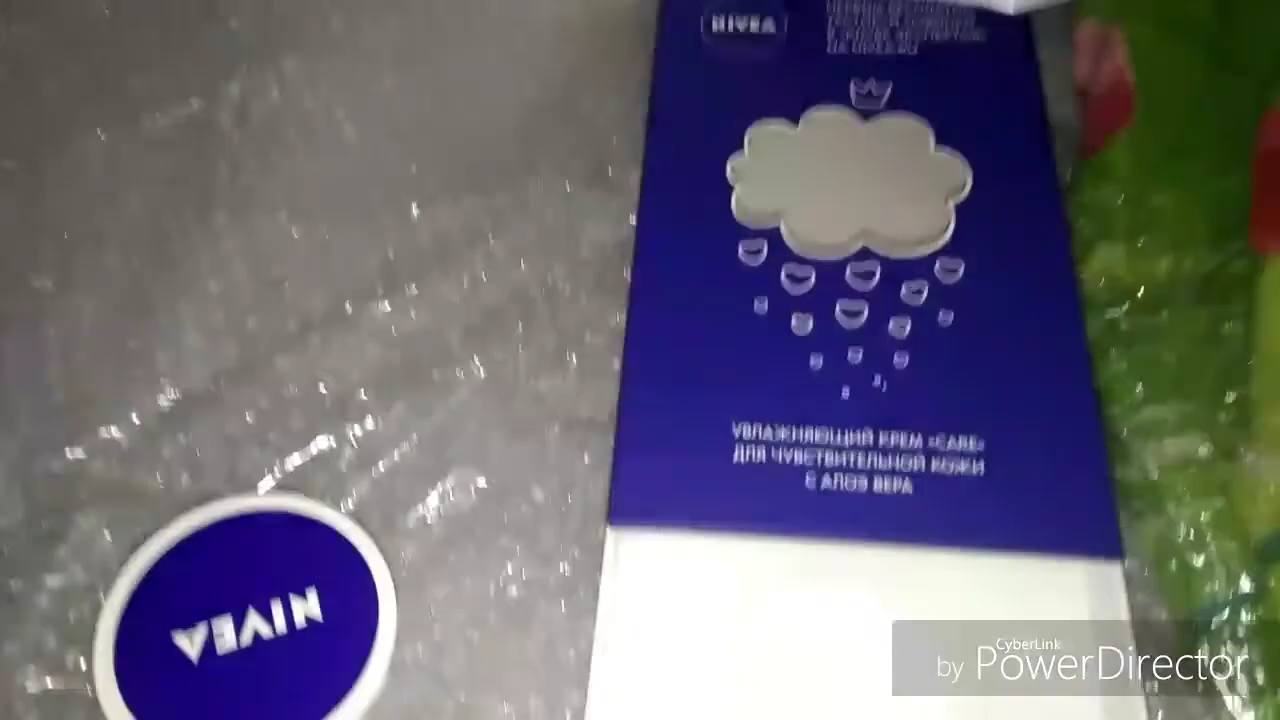 NIVEA
УВЛАЖНЯЮЩИЙ КРЕМ «CARE»
ДЛЯ ЧУВСТВИТЕЛЬНОЙ КОЖИ
С АЛОЭ ВЕРА
NIVEA
CyberLink
by PowerDirector